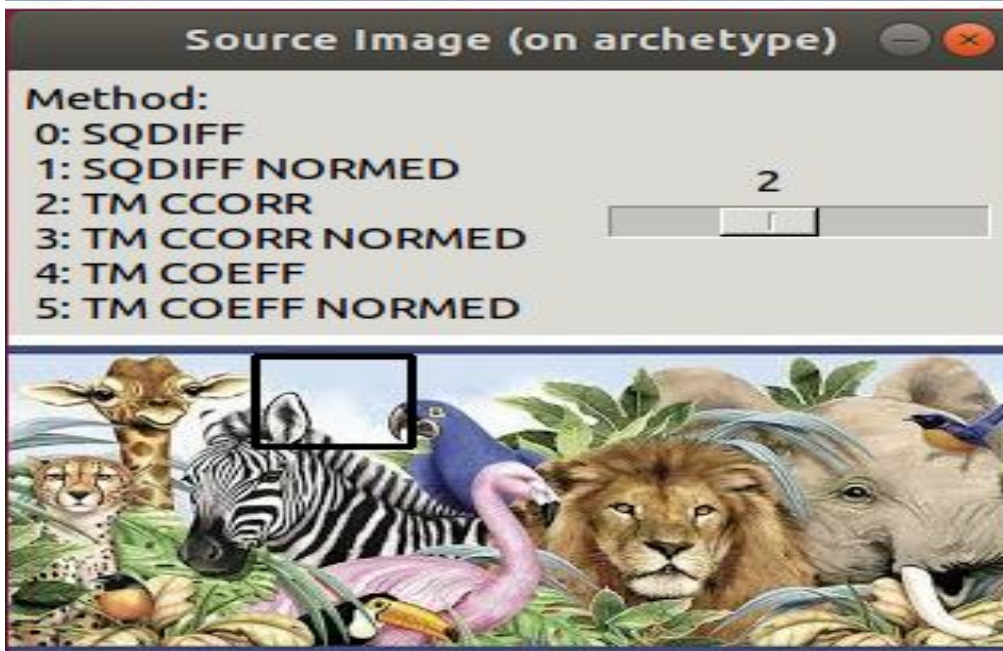 Source Image (on archetype)
Method:
0: SQDIFF
1: SQDIFF NORMED
2: TM CCORR
3: TM CCORR NORMED
4: TM COEFF
5: TM COEFF NORMED
2